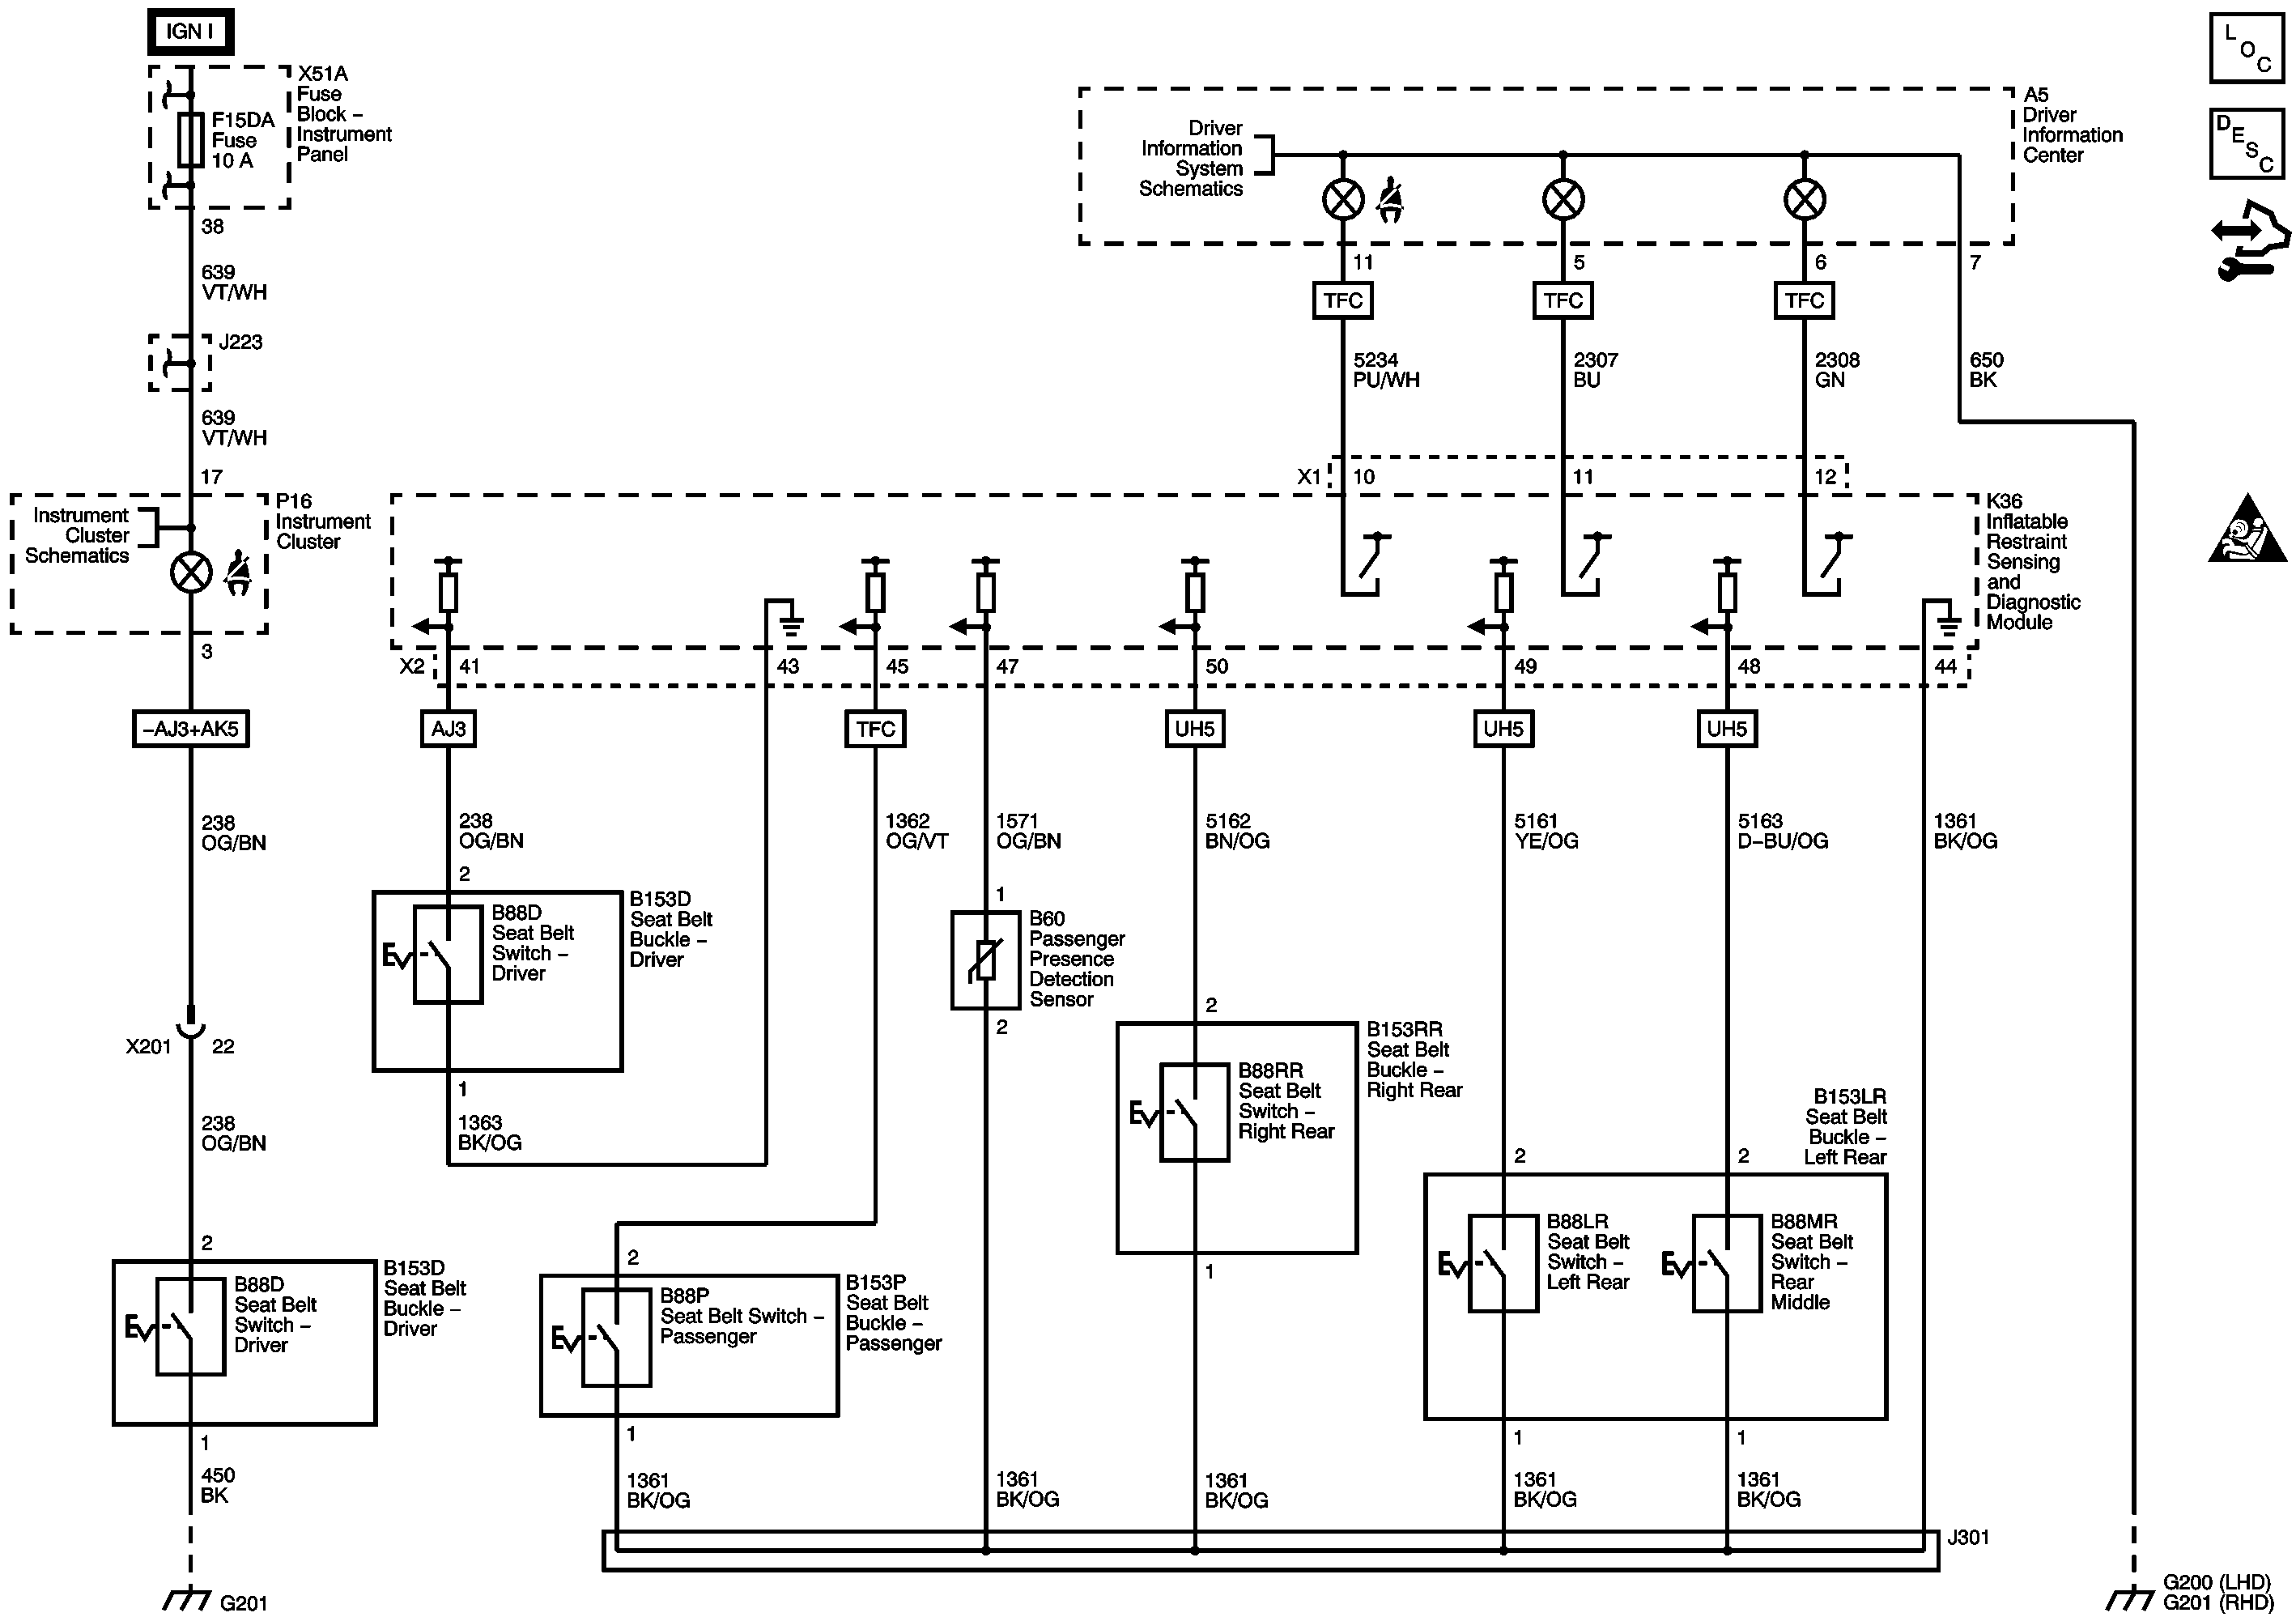 IGN I
X51A
Fuse
Block –
Instrument
Panel
F15DA
Fuse
10 A
38
639
VT/WH
J223
639
VT/WH
17
P16
Instrument
Cluster
Instrument
Cluster
Schematics
3
–AJ3+AK5
238
OG/BN
X201
22
238
OG/BN
2
B153D
Seat Belt
Buckle –
Driver
B88D
Seat Belt
Switch –
Driver
1
450
BK
G201
A5
Driver
Information
Center
Driver
Information
System
Schematics
11
5
6
7
TFC
TFC
TFC
5234
PU/WH
2307
BU
2308
GN
650
BK
X1
10
11
12
K36
Inflatable
Restraint
Sensing
and
Diagnostic
Module
X2
41
43
45
47
50
49
48
44
AJ3
TFC
UH5
UH5
UH5
238
OG/BN
1362
OG/VT
1571
OG/BN
5162
BN/OG
5161
YE/OG
5163
D–BU/OG
1361
BK/OG
2
B153D
Seat Belt
Buckle –
Driver
B88D
Seat Belt
Switch –
Driver
1
1363
BK/OG
1
B60
Passenger
Presence
Detection
Sensor
2
2
B153RR
Seat Belt
Buckle –
Right Rear
B88RR
Seat Belt
Switch –
Right Rear
1
B153LR
Seat Belt
Buckle –
Left Rear
2
2
B88LR
Seat Belt
Switch –
Left Rear
B88MR
Seat Belt
Switch –
Rear
Middle
1
1
2
B153P
Seat Belt
Buckle –
Passenger
B88P
Seat Belt Switch –
Passenger
1
1361
BK/OG
1361
BK/OG
1361
BK/OG
1361
BK/OG
1361
BK/OG
J301
G200 (LHD)
G201 (RHD)
LOC
DESC